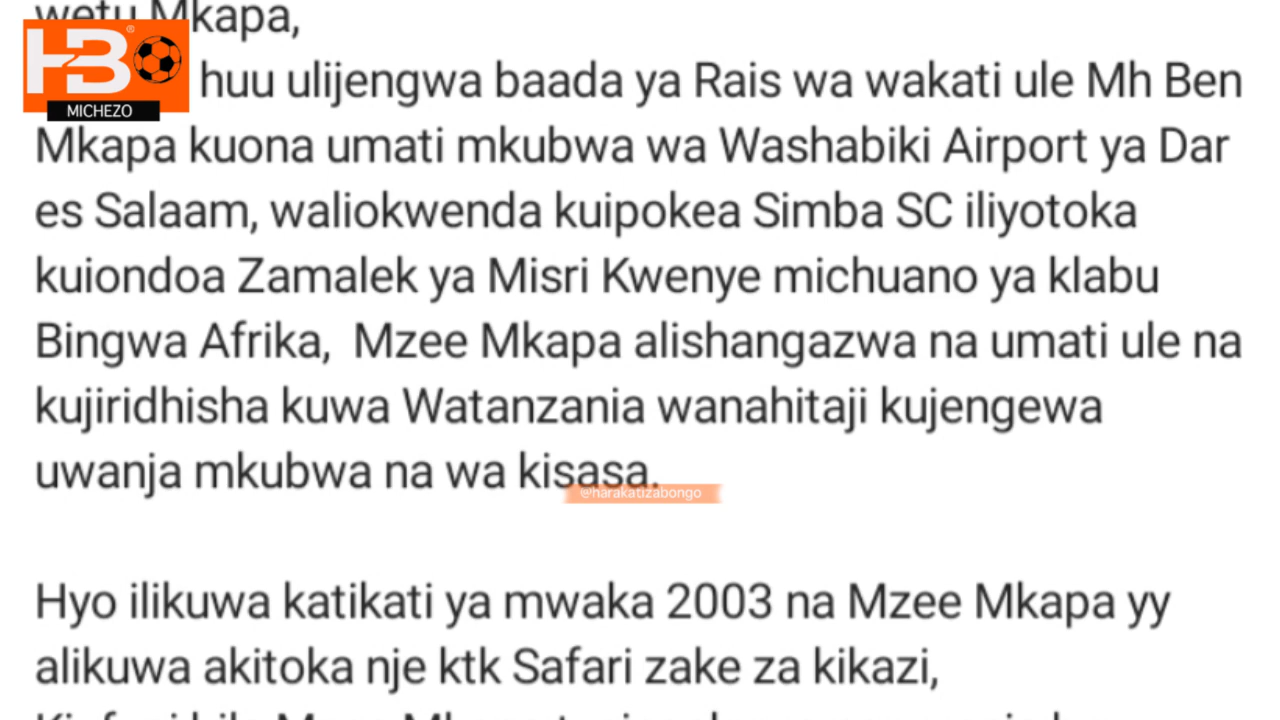 wetu Mkapa,
HBO®
MICHEZO
huu ulijengwa baada ya Rais wa wakati ule Mh Ben
Mkapa kuona umati mkubwa wa Washabiki Airport ya Dar
es Salaam, waliokwenda kuipokea Simba SC iliyotoka
kuiondoa Zamalek ya Misri Kwenye michuano ya klabu
Bingwa Afrika, Mzee Mkapa alishangazwa na umati ule na
kujiridhisha kuwa Watanzania wanahitaji kujengewa
uwanja mkubwa na wa kisasa.
@harakatizabongo
Hyo ilikuwa katikati ya mwaka 2003 na Mzee Mkapa yy
alikuwa akitoka nje ktk Safari zake za kikazi,